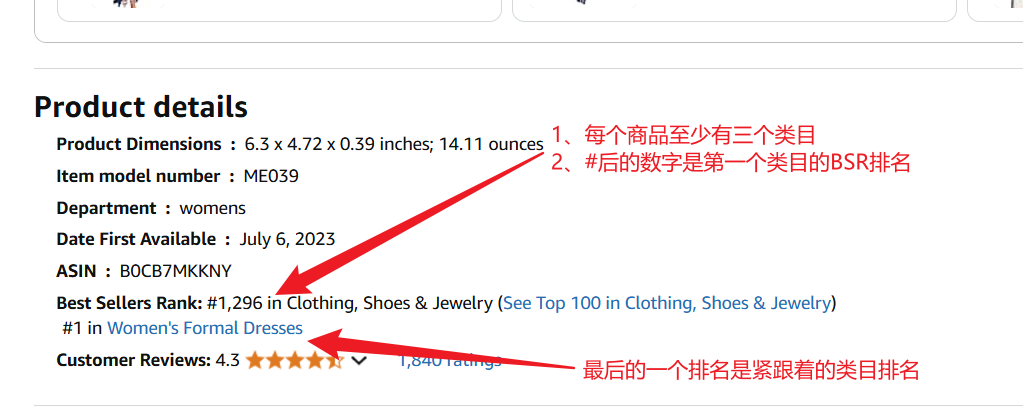 Product details
1、每个商品至少有三个类目
Product Dimensions : 6.3 x 4.72 x 0.39 inches; 14.11 ounces
2、#后的数字是第一个类目的BSR排名
Item model number : ME039
Department : womens
Date First Available : July 6, 2023
ASIN : B0CB7MKKNY
Best Sellers Rank: #1,296 in Clothing, Shoes & Jewelry (See Top 100 in Clothing, Shoes & Jewelry)
#1 in Women's Formal Dresses
Customer Reviews: 4.3 1,840 ratings
最后的一个排名是紧跟着的类目排名